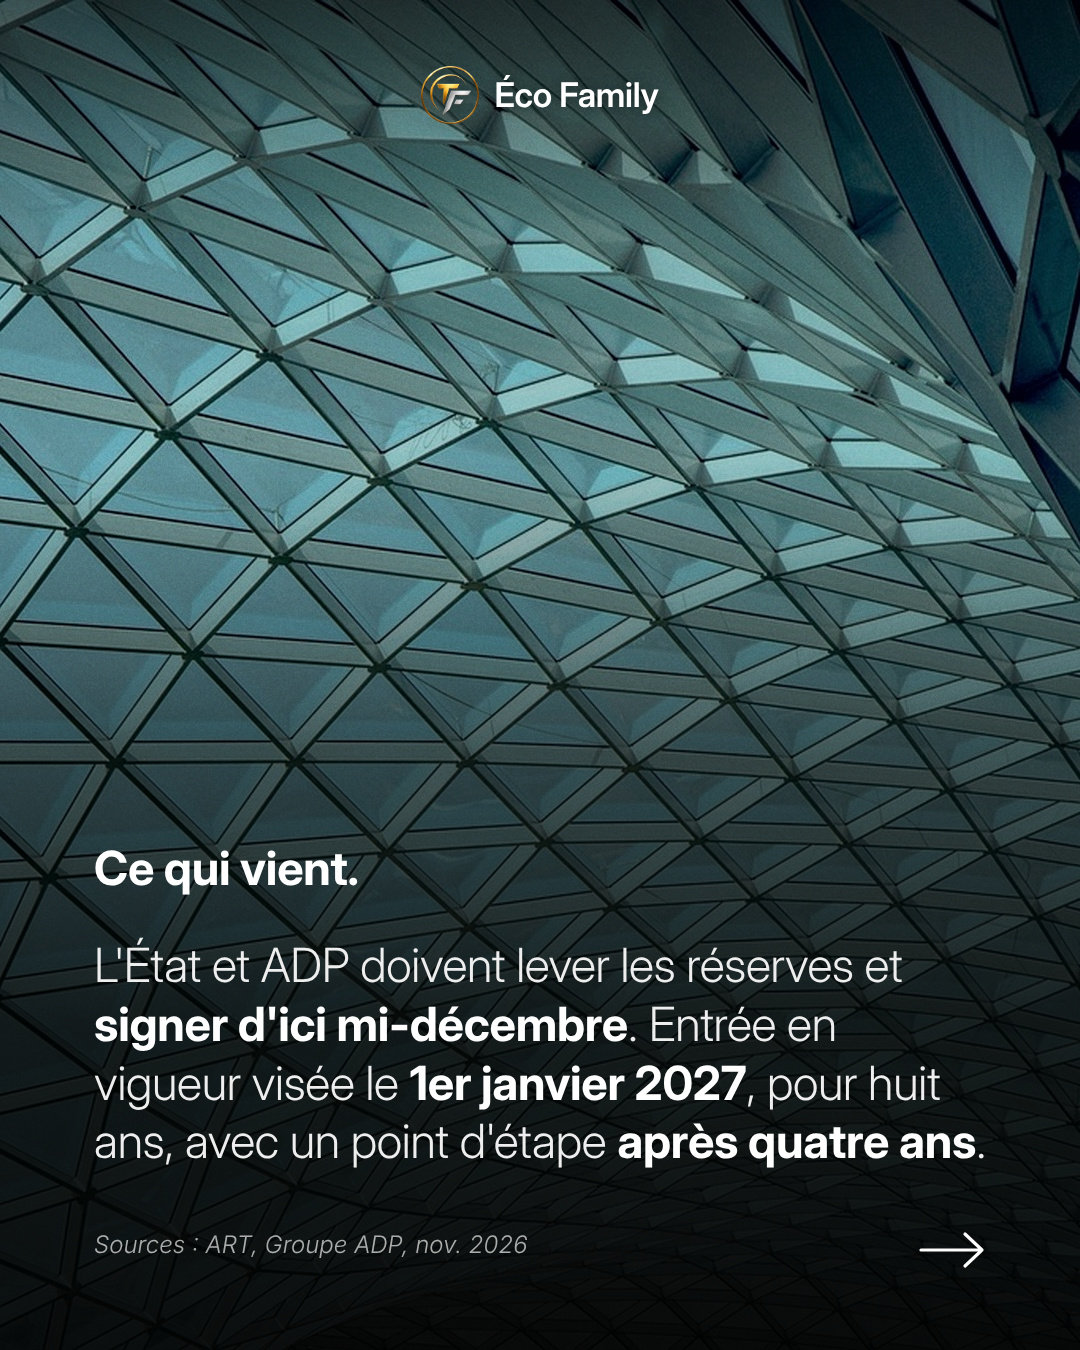 TF
Éco Family
Ce qui vient.
L'État et ADP doivent lever les réserves et
signer d'ici mi-décembre. Entrée en
vigueur visée le 1er janvier 2027, pour huit
ans, avec un point d'étape après quatre ans.
Sources : ART, Groupe ADP, nov. 2026